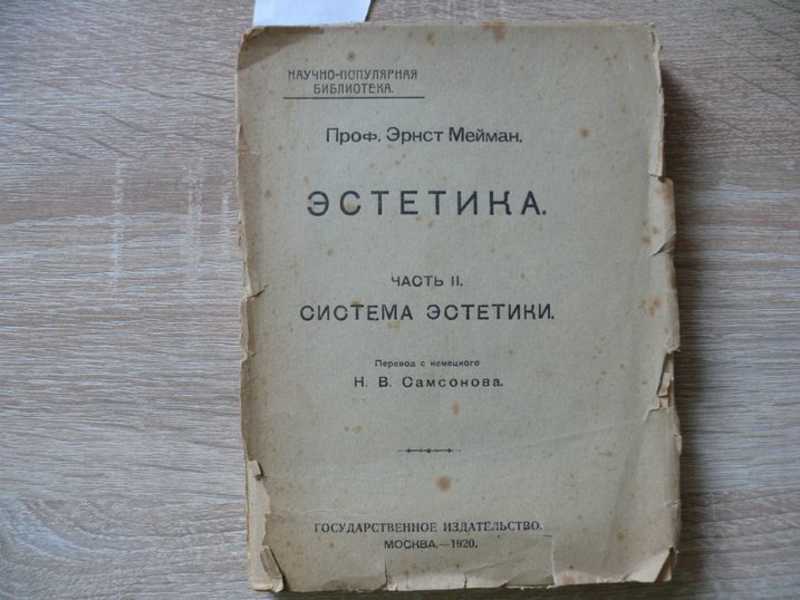 НАУЧНО-ПОПУЛЯРНАЯ
БИБЛИОТЕКА.
Проф. Эрнст Мейман.
ЭСТЕТИКА.
ЧАСТЬ II.
СИСТЕМА ЭСТЕТИКИ.
Перевод с немецкого
Н. В. Самсонова.
ГОСУДАРСТВЕННОЕ ИЗДАТЕЛЬСТВО.
МОСКВА.—1920.